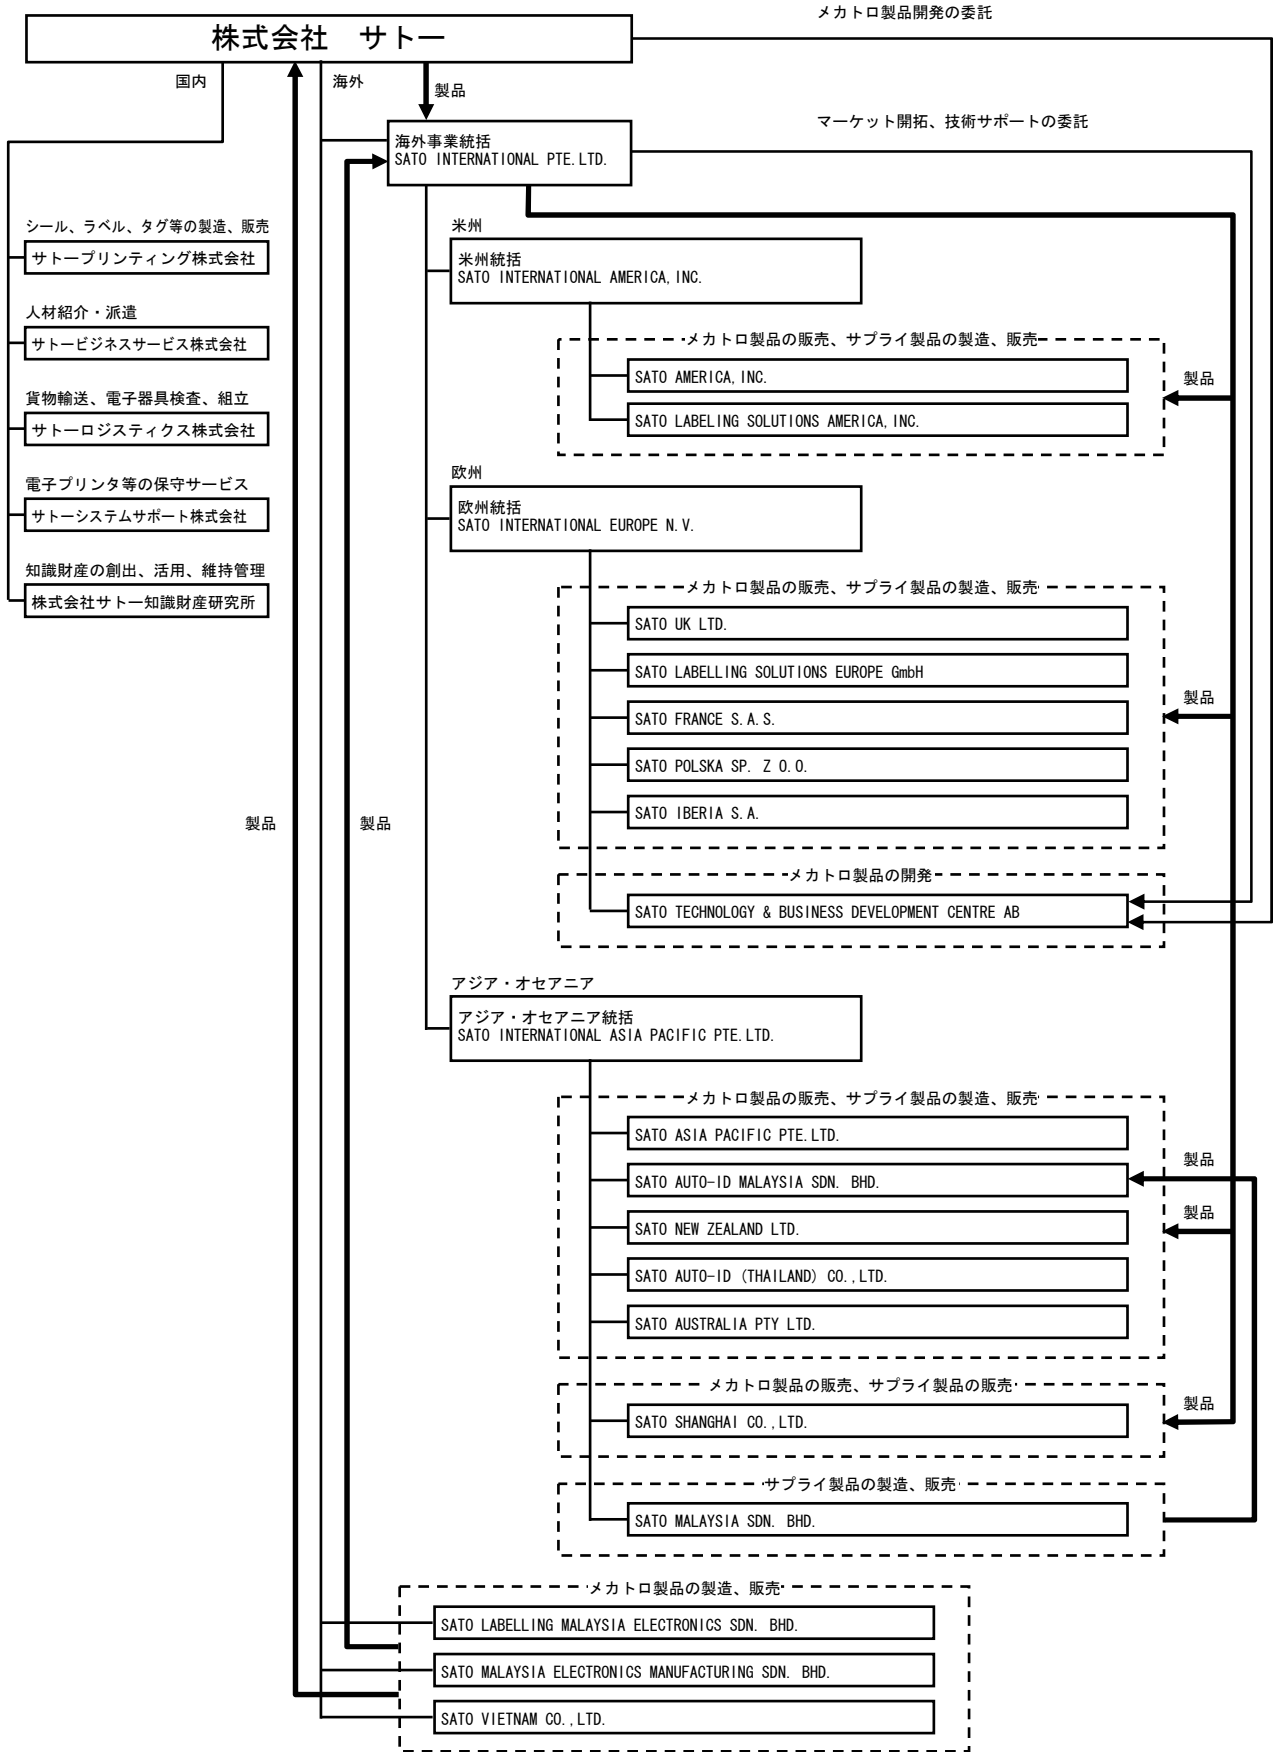 メカトロ製品開発の委託
株式会社　サトー
国内
海外
製品
マーケット開拓、技術サポートの委託
海外事業統括
SATO INTERNATIONAL PTE.LTD.
シール、ラベル、タグ等の製造、販売
サトープリンティング株式会社
人材紹介・派遣
サトービジネスサービス株式会社
貨物輸送、電子器具検査、組立
サトーロジスティクス株式会社
電子プリンタ等の保守サービス
サトーシステムサポート株式会社
知識財産の創出、活用、維持管理
株式会社サトー知識財産研究所
米州
米州統括
SATO INTERNATIONAL AMERICA,INC.
メカトロ製品の販売、サプライ製品の製造、販売
SATO AMERICA,INC.
製品
SATO LABELING SOLUTIONS AMERICA,INC.
欧州
欧州統括
SATO INTERNATIONAL EUROPE N.V.
メカトロ製品の販売、サプライ製品の製造、販売
SATO UK LTD.
SATO LABELLING SOLUTIONS EUROPE GmbH
製品
SATO FRANCE S.A.S.
SATO POLSKA SP. Z O.O.
SATO IBERIA S.A.
製品
製品
メカトロ製品の開発
SATO TECHNOLOGY & BUSINESS DEVELOPMENT CENTRE AB
アジア・オセアニア
アジア・オセアニア統括
SATO INTERNATIONAL ASIA PACIFIC PTE.LTD.
メカトロ製品の販売、サプライ製品の製造、販売
SATO ASIA PACIFIC PTE.LTD.
製品
SATO AUTO-ID MALAYSIA SDN. BHD.
製品
SATO NEW ZEALAND LTD.
SATO AUTO-ID (THAILAND) CO.,LTD.
SATO AUSTRALIA PTY LTD.
メカトロ製品の販売、サプライ製品の販売
製品
SATO SHANGHAI CO.,LTD.
サプライ製品の製造、販売
SATO MALAYSIA SDN. BHD.
メカトロ製品の製造、販売
SATO LABELLING MALAYSIA ELECTRONICS SDN. BHD.
SATO MALAYSIA ELECTRONICS MANUFACTURING SDN. BHD.
SATO VIETNAM CO.,LTD.